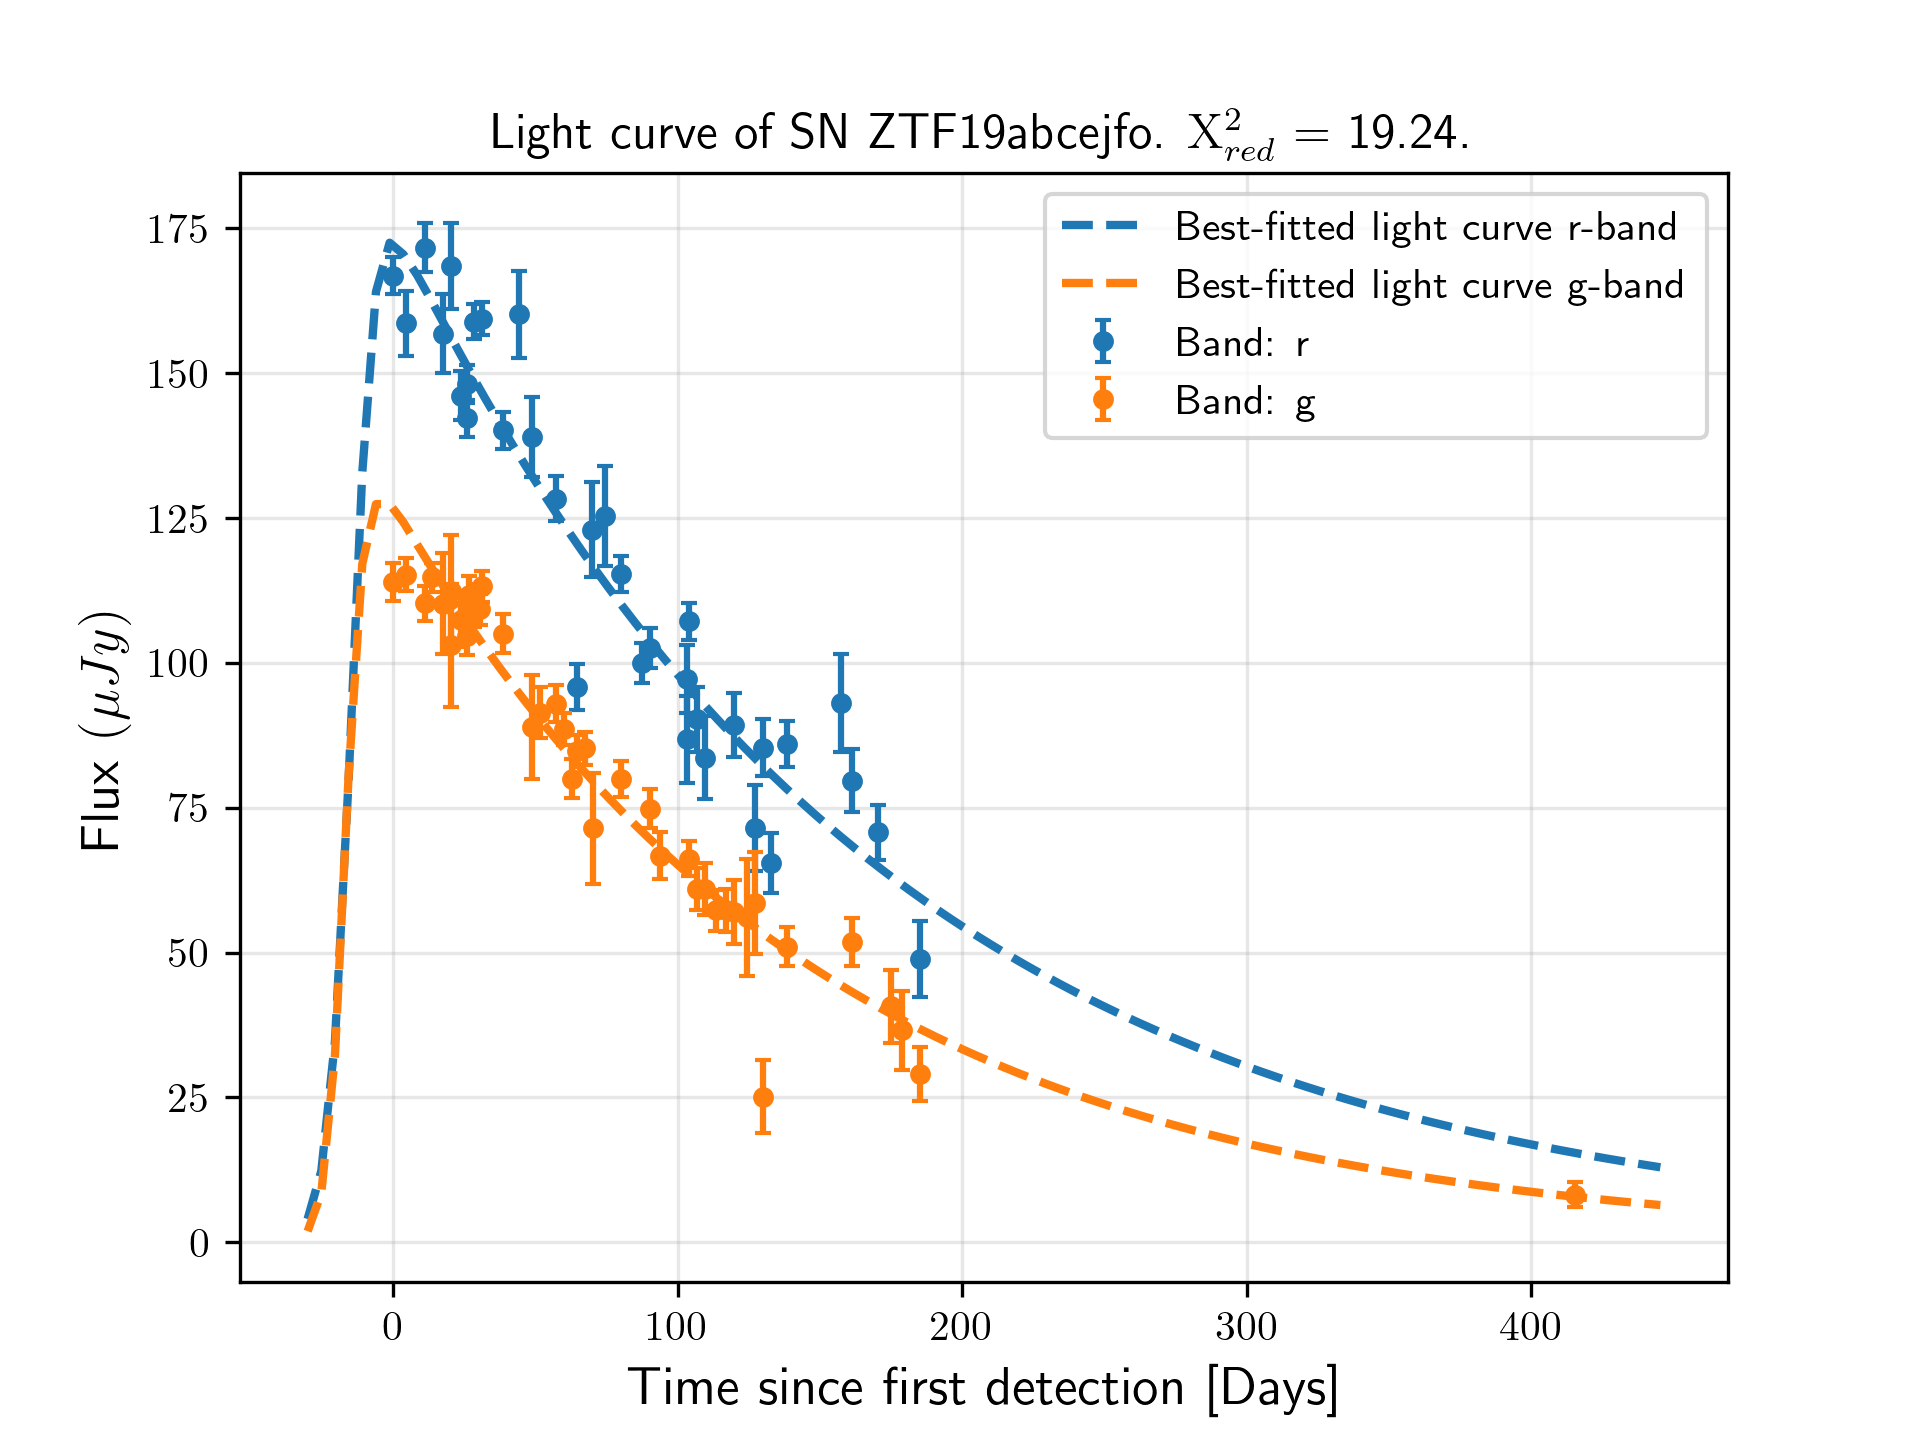 Light curve of SN ZTF19abcejfo. X²_red = 19.24.
Best-fitted light curve r-band
Best-fitted light curve g-band
Band: r
Band: g
Flux (μJy)
175
150
125
100
75
50
25
0
0 100 200 300 400
Time since first detection [Days]